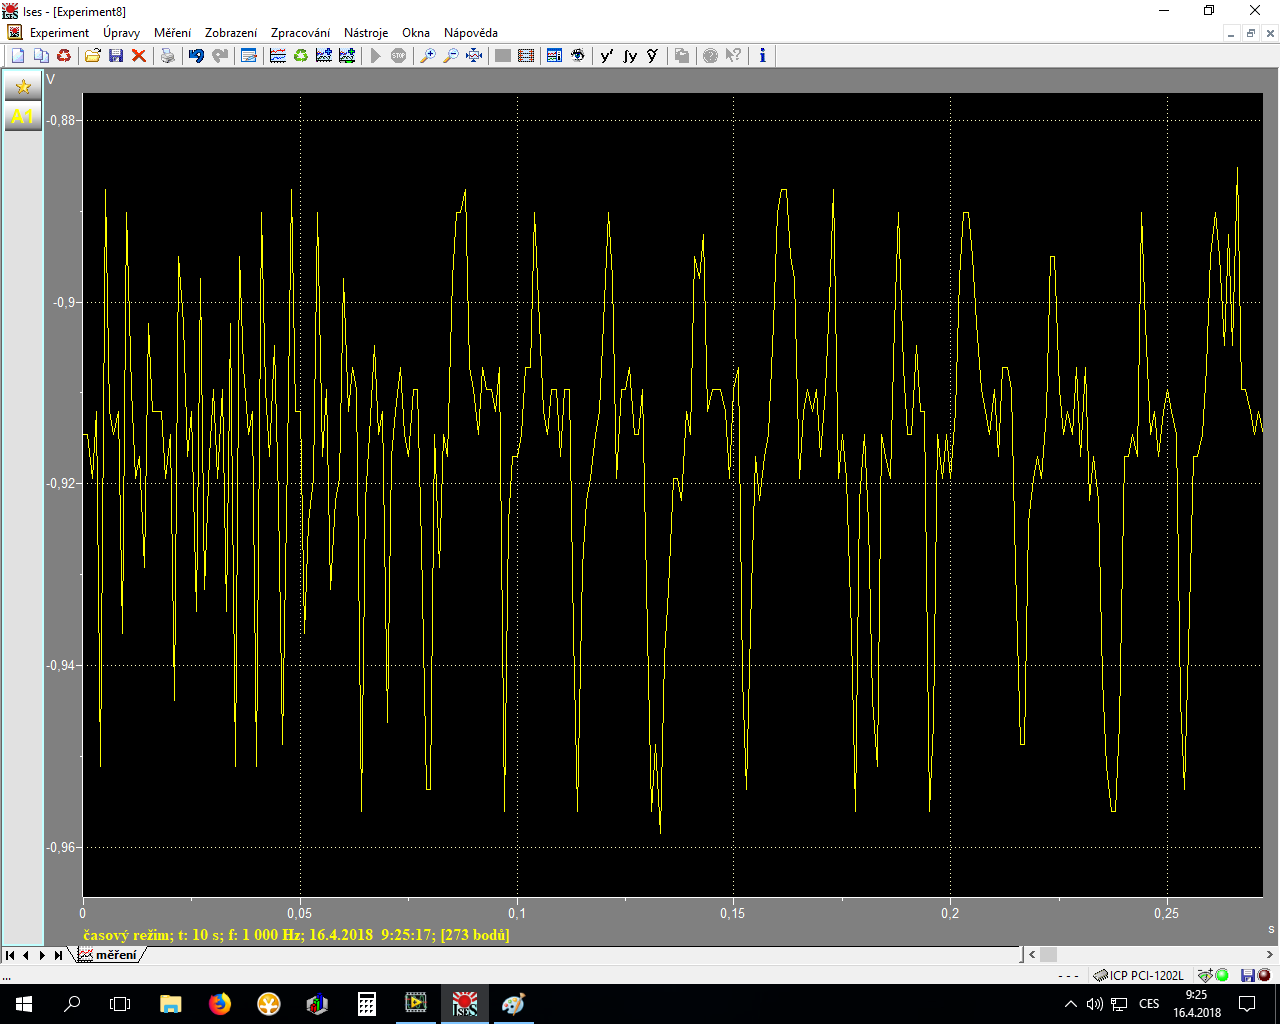 Ises - [Experiment8]
Experiment Úpravy Měření Zobrazení Zpracování Nástroje Okna Nápověda
STOP y′ ∫y ỹ i
A1
V
-0,88
-0,9
-0,92
-0,94
-0,96
0 0,05 0,1 0,15 0,2 0,25
s
časový režim; t: 10 s; f: 1 000 Hz; 16.4.2018 9:25:17; [273 bodů]
měření
... - - - ICP PCI-1202L
CES 9:25
16.4.2018